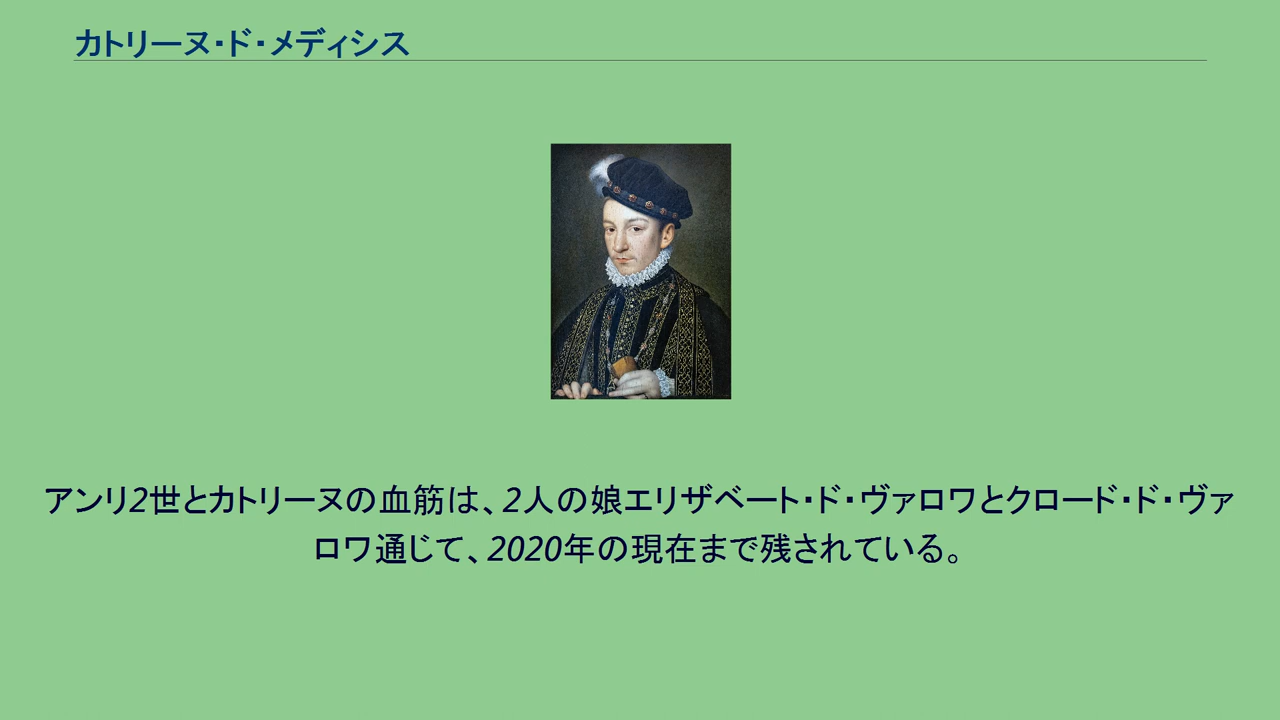 カトリーヌ・ド・メディシス
アンリ2世とカトリーヌの血筋は、2人の娘エリザベート・ド・ヴァロワとクロード・ド・ヴァ
ロワ通じて、2020年の現在まで残されている。